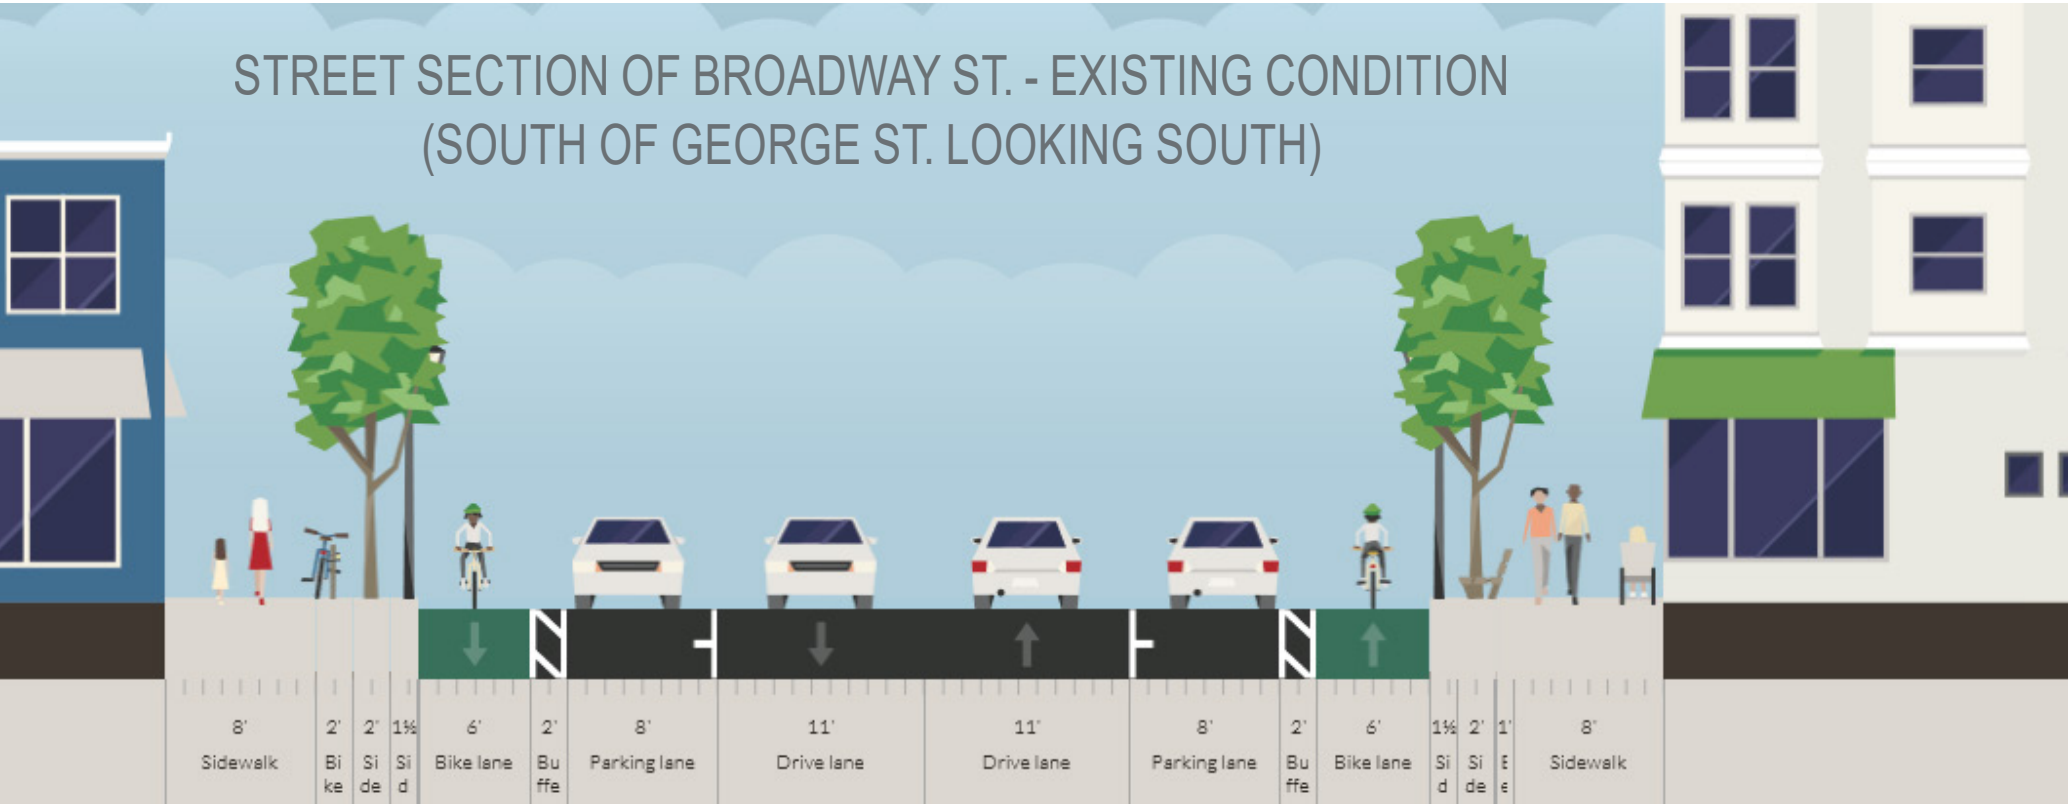 STREET SECTION OF BROADWAY ST. - EXISTING CONDITION
(SOUTH OF GEORGE ST. LOOKING SOUTH)
8' 2' 2' 1½ 6' 2' 8' 11' 11' 8' 2' 6' 1½ 2' 1' 8'
Sidewalk Bi Si Si Bike lane Bu Parking lane Drive lane Drive lane Parking lane Bu Bike lane Si Si Sidewalk
ke de d ffe ffe d de